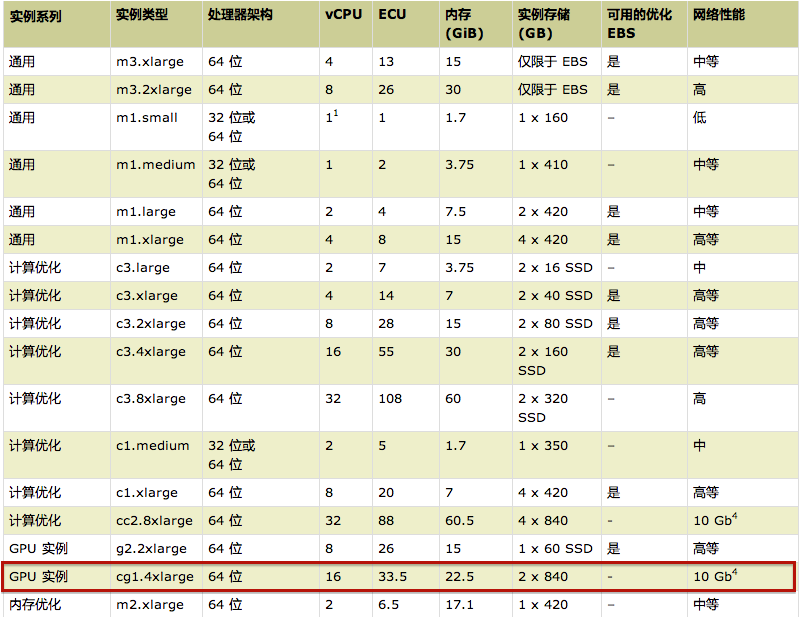 实例系列 实例类型 处理器架构 vCPU ECU 内存 (GiB) 实例存储 (GB) 可用的优化 EBS 网络性能
通用 m3.xlarge 64 位 4 13 15 仅限于 EBS 是 中等
通用 m3.2xlarge 64 位 8 26 30 仅限于 EBS 是 高
通用 m1.small 32 位或 64 位 1¹ 1 1.7 1 x 160 – 低
通用 m1.medium 32 位或 64 位 1 2 3.75 1 x 410 – 中等
通用 m1.large 64 位 2 4 7.5 2 x 420 是 中等
通用 m1.xlarge 64 位 4 8 15 4 x 420 是 高等
计算优化 c3.large 64 位 2 7 3.75 2 x 16 SSD – 中
计算优化 c3.xlarge 64 位 4 14 7 2 x 40 SSD 是 高等
计算优化 c3.2xlarge 64 位 8 28 15 2 x 80 SSD 是 高等
计算优化 c3.4xlarge 64 位 16 55 30 2 x 160 SSD 是 高等
计算优化 c3.8xlarge 64 位 32 108 60 2 x 320 SSD – 高
计算优化 c1.medium 32 位或 64 位 2 5 1.7 1 x 350 – 中
计算优化 c1.xlarge 64 位 8 20 7 4 x 420 是 高等
计算优化 cc2.8xlarge 64 位 32 88 60.5 4 x 840 - 10 Gb⁴
GPU 实例 g2.2xlarge 64 位 8 26 15 1 x 60 SSD 是 高等
GPU 实例 cg1.4xlarge 64 位 16 33.5 22.5 2 x 840 - 10 Gb⁴
内存优化 m2.xlarge 64 位 2 6.5 17.1 1 x 420 – 中等